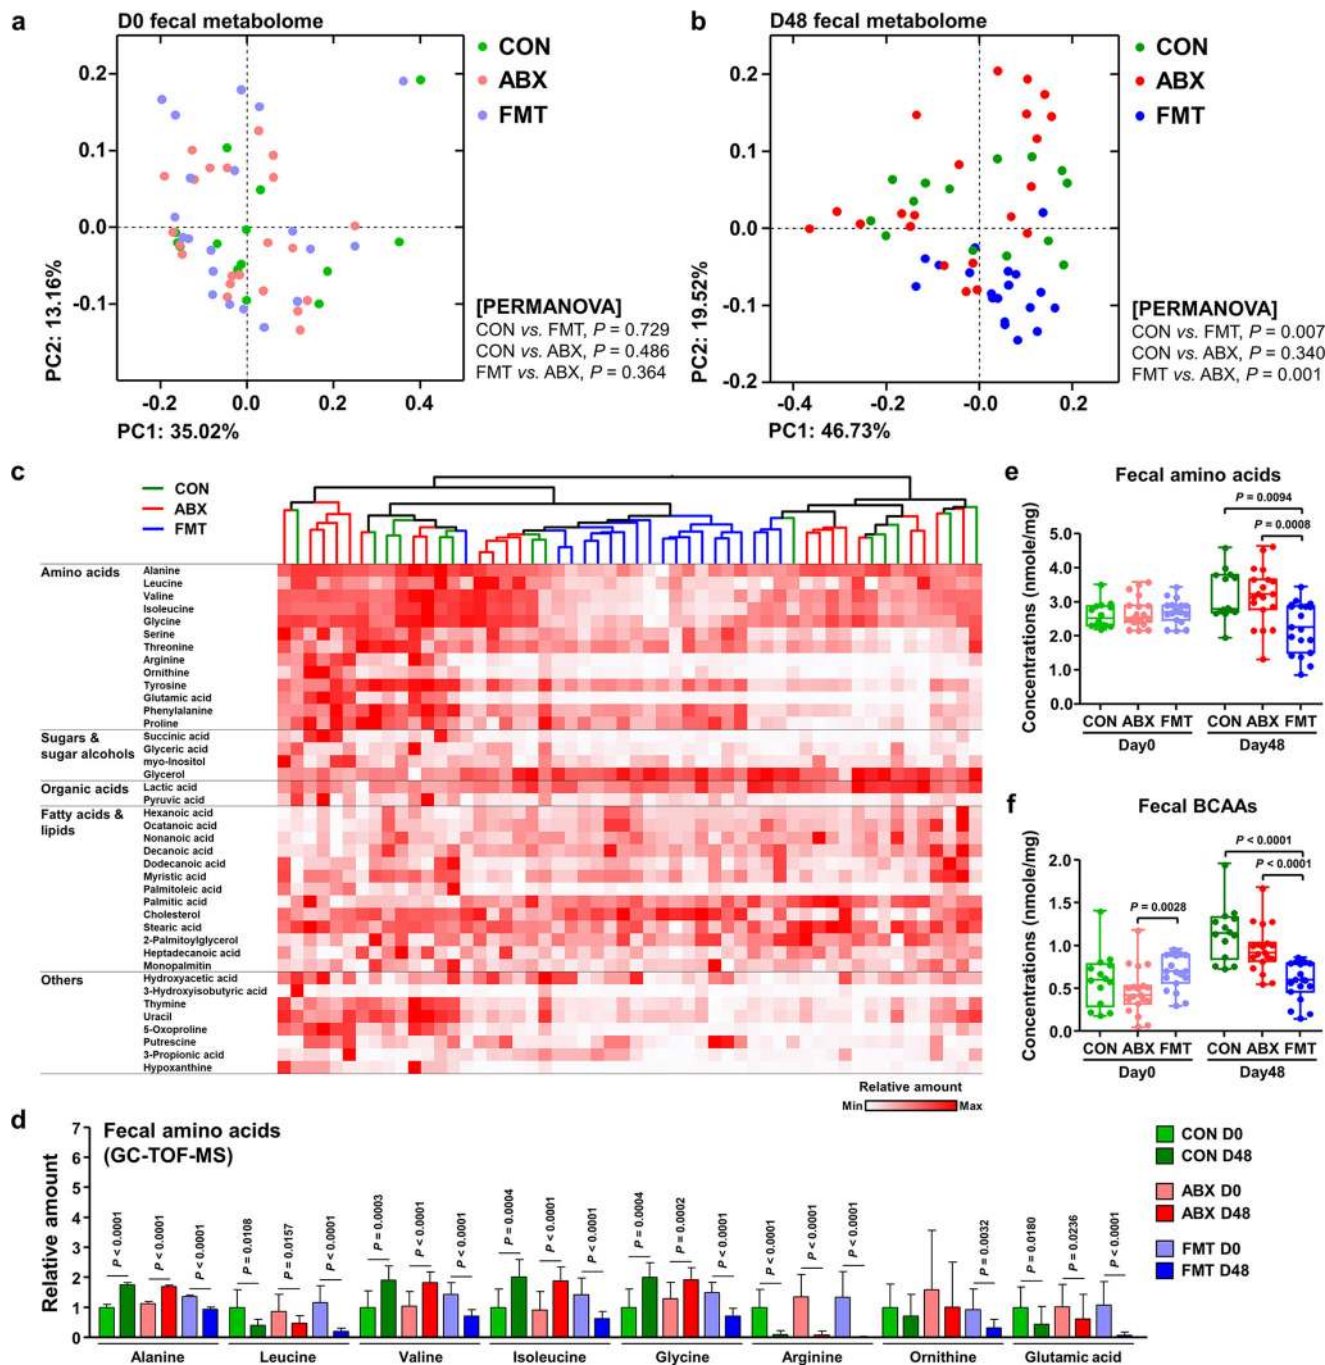 a
D0 fecal metabolome
CON
ABX
FMT
0.2
0.1
0.0
-0.1
PC2: 13.16%
-0.2
0.0
0.2
0.4
PC1: 35.02%
[PERMANOVA]
CON vs. FMT, P = 0.729
CON vs. ABX, P = 0.486
FMT vs. ABX, P = 0.364
b
D48 fecal metabolome
CON
ABX
FMT
0.2
0.1
0.0
-0.1
-0.2
PC2: 19.52%
-0.4
-0.2
-0.0
0.2
PC1: 46.73%
[PERMANOVA]
CON vs. FMT, P = 0.007
CON vs. ABX, P = 0.340
FMT vs. ABX, P = 0.001
c
CON
ABX
FMT
Amino acids
Alanine
Leucine
Valine
Isoleucine
Glycine
Serine
Threonine
Arginine
Ornithine
Tyrosine
Glutamic acid
Phenylalanine
Proline
Sugars &
sugar alcohols
Succinic acid
Glyceric acid
myo-Inositol
Glycerol
Organic acids
Lactic acid
Pyruvic acid
Fatty acids &
lipids
Hexanoic acid
Ocatanoic acid
Nonanoic acid
Decanoic acid
Dodecanoic acid
Myristic acid
Palmitoleic acid
Palmitic acid
Cholesterol
Stearic acid
2-Palmitoylglycerol
Heptadecanoic acid
Monopalmitin
Others
Hydroxyacetic acid
3-Hydroxyisobutyric acid
Thymine
Uracil
5-Oxoproline
Putrescine
3-Propionic acid
Hypoxanthine
Relative amount
Min
Max
e
Fecal amino acids
P = 0.0094
P = 0.0008
5.0
4.0
3.0
2.0
1.0
0.0
Concentrations (nmole/mg)
CON ABX FMT
CON ABX FMT
Day0
Day48
f
Fecal BCAAs
P < 0.0001
P < 0.0001
P = 0.0028
2.0
1.5
1.0
0.5
0.0
Concentrations (nmole/mg)
CON ABX FMT
CON ABX FMT
Day0
Day48
d
Fecal amino acids
(GC-TOF-MS)
7
6
5
4
3
2
1
0
Relative amount
P < 0.0001
P < 0.0001
P < 0.0001
P = 0.0108
P = 0.0157
P < 0.0001
P = 0.0003
P < 0.0001
P < 0.0001
P = 0.0004
P < 0.0001
P < 0.0001
P = 0.0004
P = 0.0002
P < 0.0001
P < 0.0001
P < 0.0001
P < 0.0001
P = 0.0032
P = 0.0180
P = 0.0236
P < 0.0001
Alanine
Leucine
Valine
Isoleucine
Glycine
Arginine
Ornithine
Glutamic acid
CON D0
CON D48
ABX D0
ABX D48
FMT D0
FMT D48